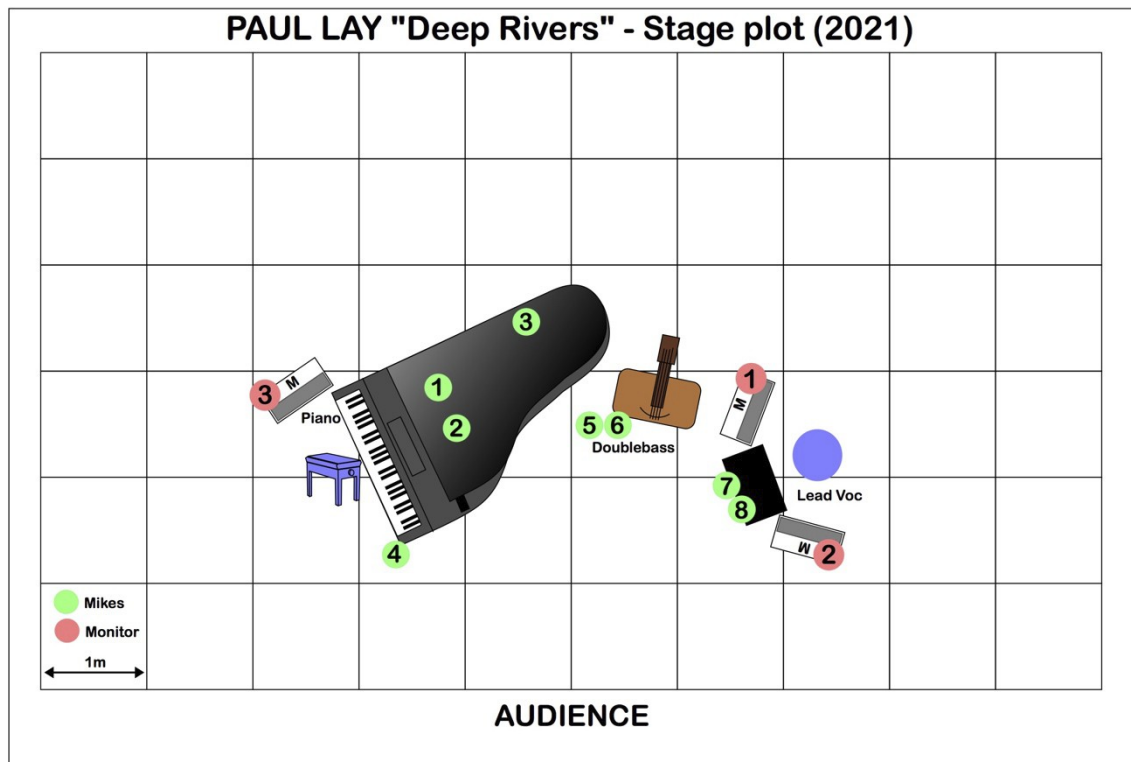 PAUL LAY "Deep Rivers" - Stage plot (2021)
3
1
M
3
Piano
1
M
2
5
6
Doublebass
7
8
Lead Voc
4
M
2
Mikes
Monitor
1m
AUDIENCE